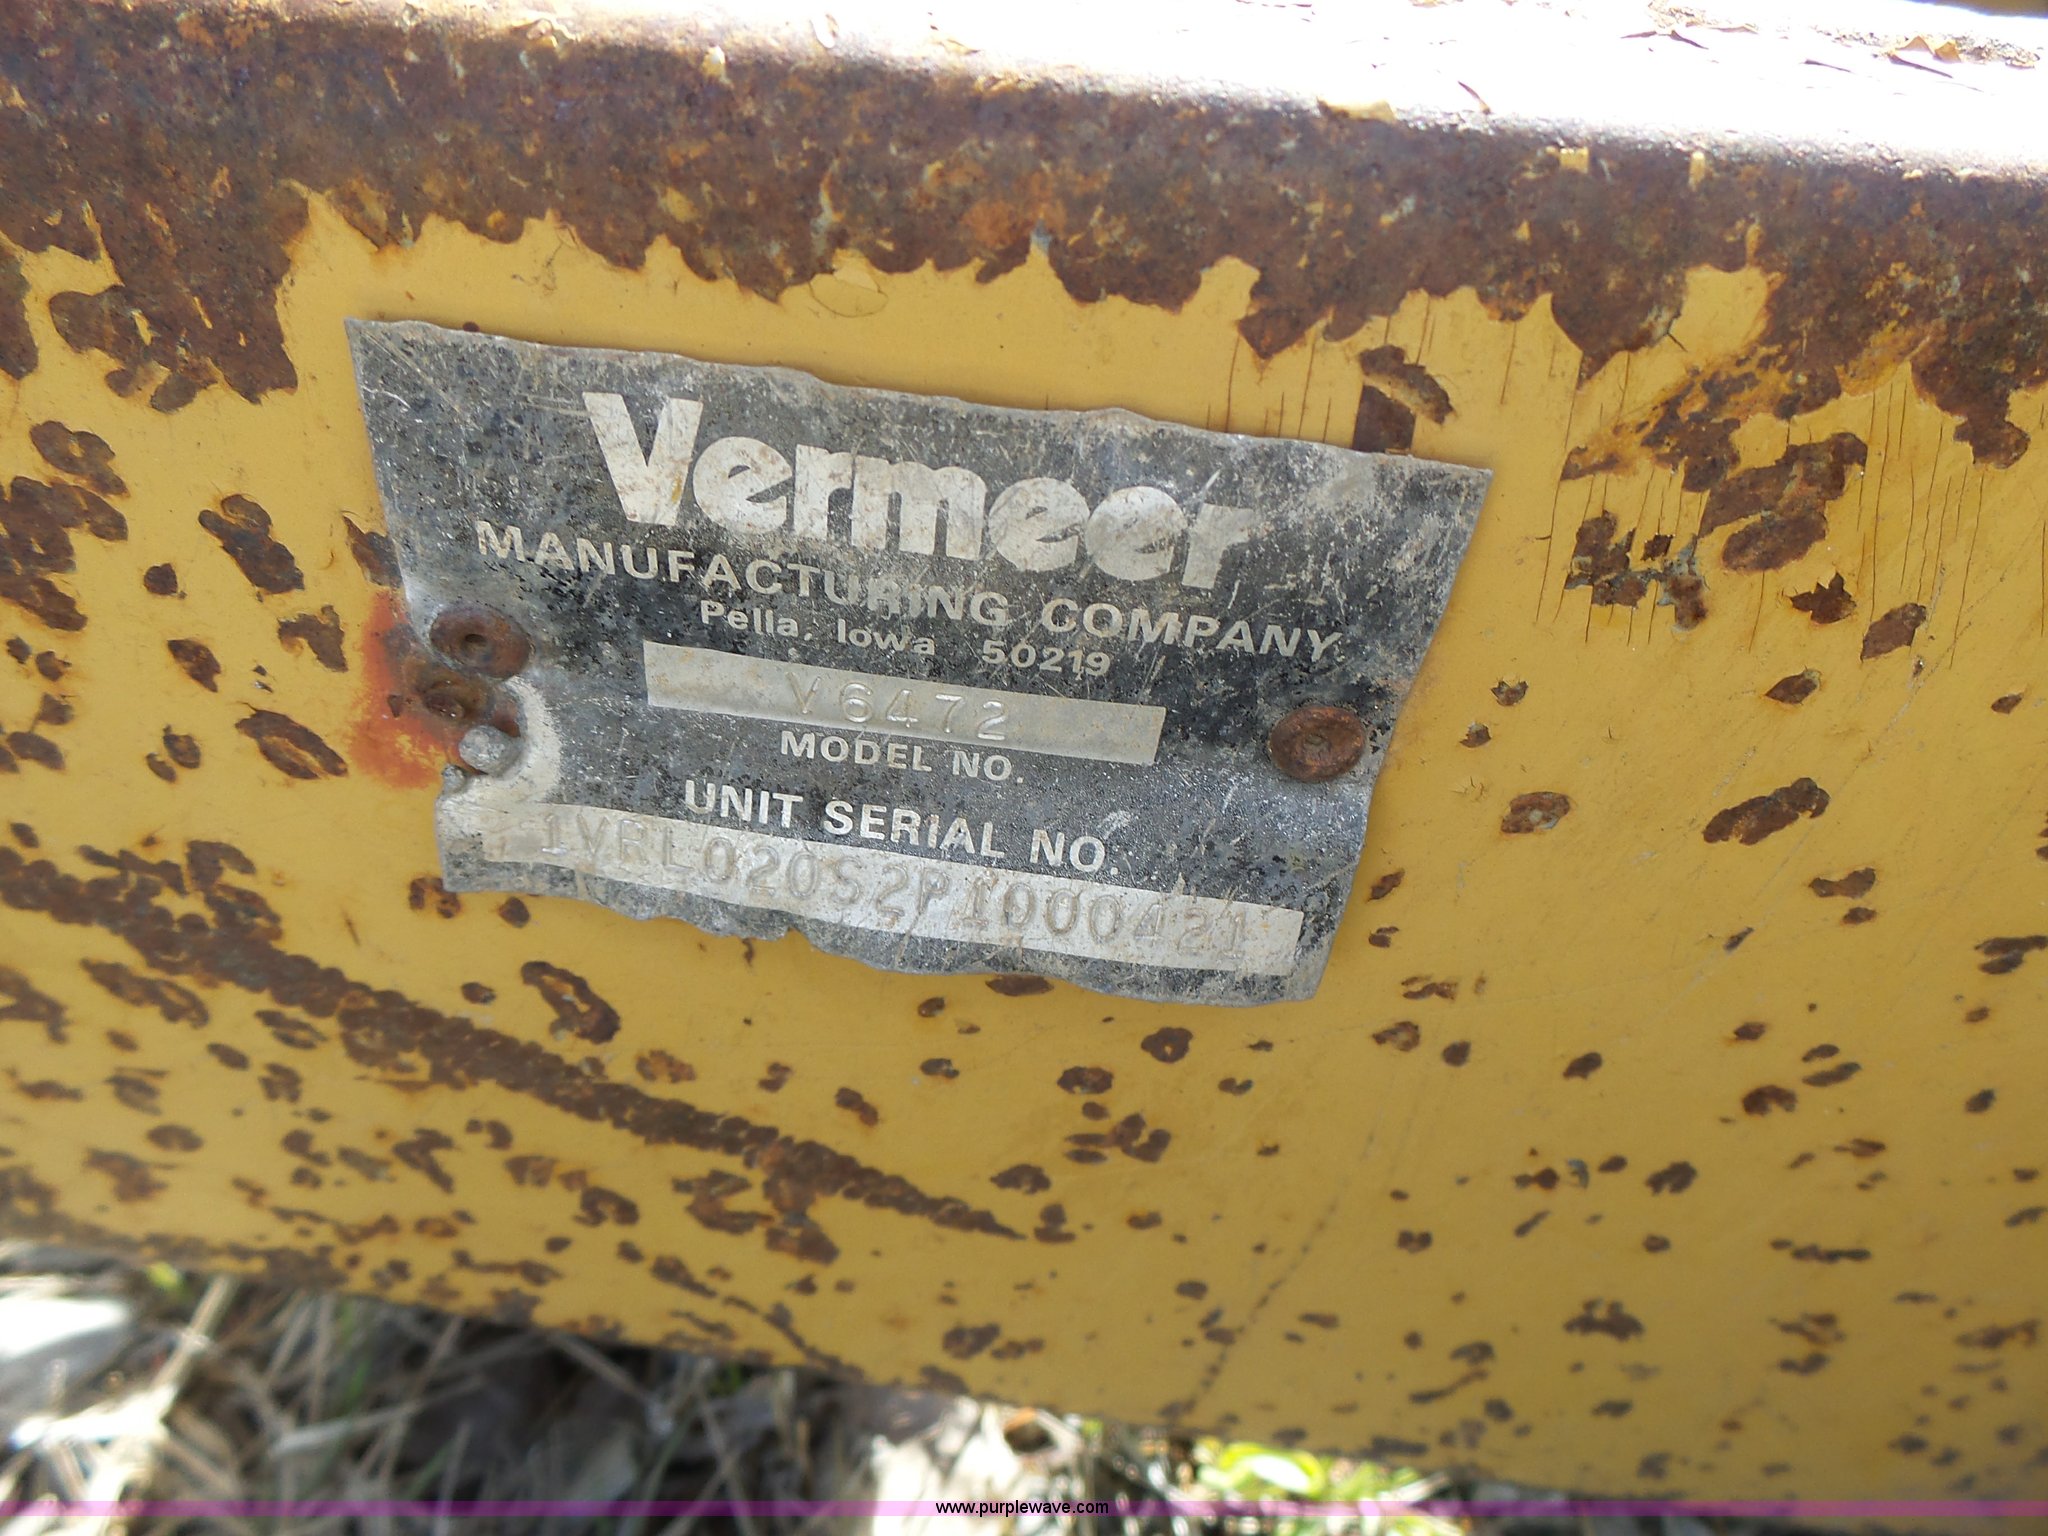 Vermeer
MANUFACTURING COMPANY
Pella, Iowa 50219
V6472
MODEL NO.
UNIT SERIAL NO.
1VRL020S2P1000421
www.purplewave.com